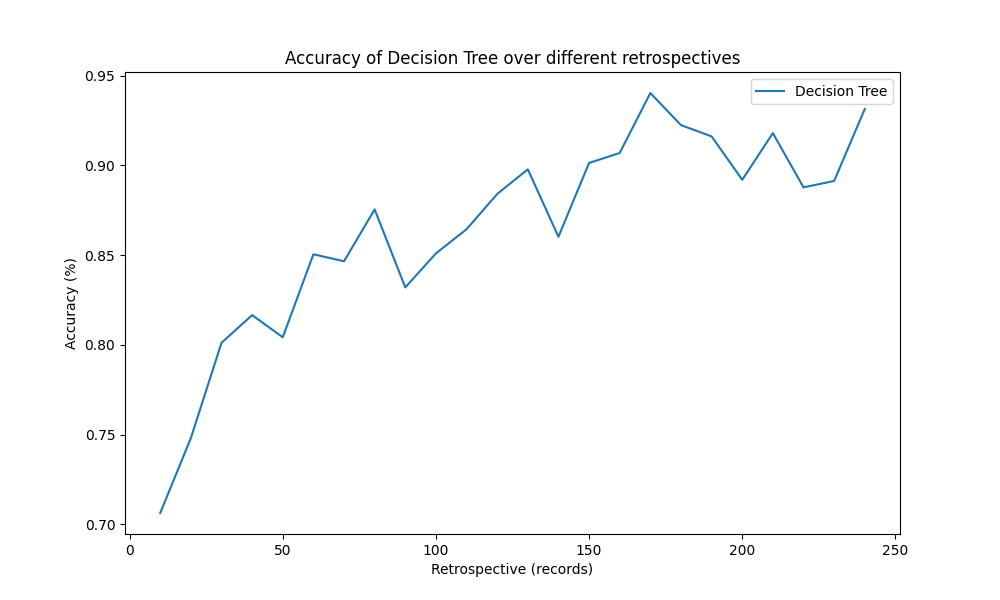 Accuracy of Decision Tree over different retrospectives
Decision Tree
Accuracy (%)
0.95
0.90
0.85
0.80
0.75
0.70
0 50 100 150 200 250
Retrospective (records)